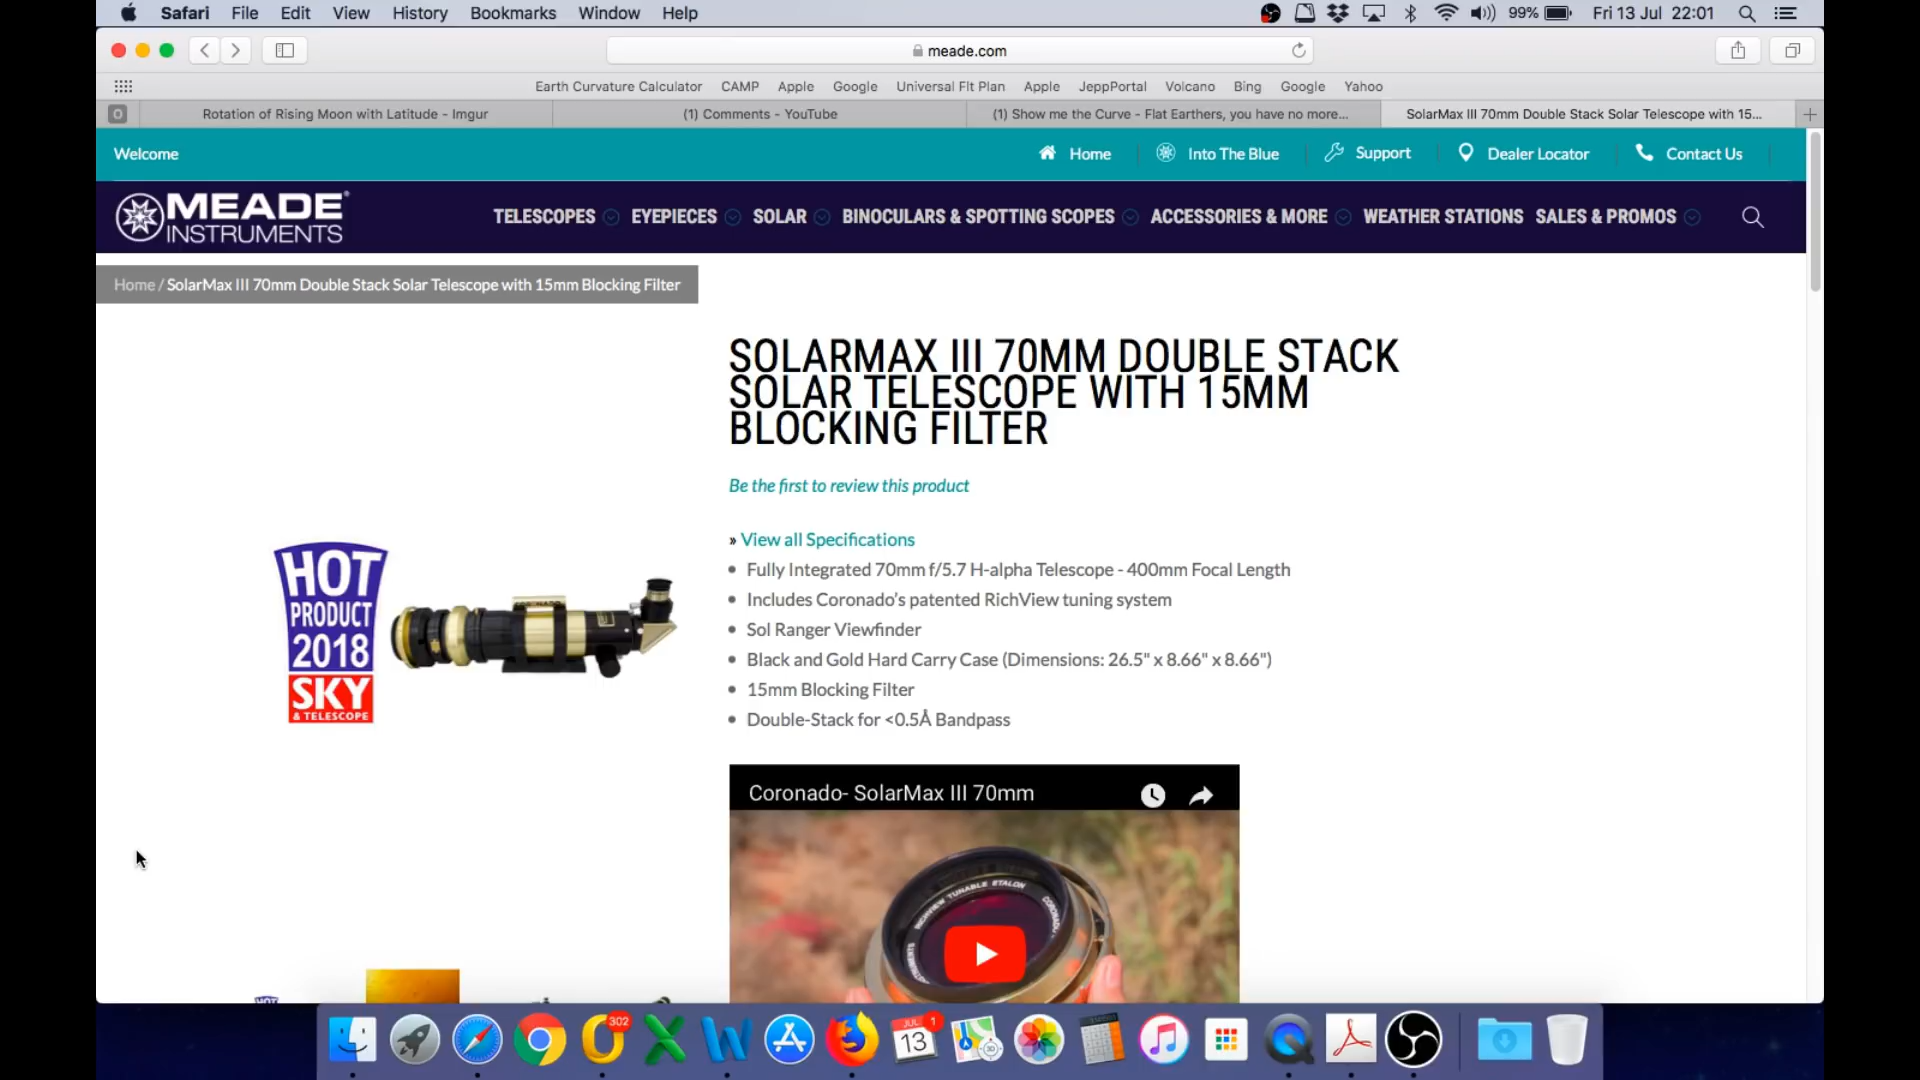 Safari File Edit View History Bookmarks Window Help 99% Fri 13 Jul 22:01
meade.com
Earth Curvature Calculator CAMP Apple Google Universal Flt Plan Apple JeppPortal Volcano Bing Google Yahoo
O Rotation of Rising Moon with Latitude - Imgur (1) Comments - YouTube (1) Show me the Curve - Flat Earthers, you have no more... SolarMax III 70mm Double Stack Solar Telescope with 15...
Welcome Home Into The Blue Support Dealer Locator Contact Us
MEADE
INSTRUMENTS
TELESCOPES EYEPIECES SOLAR BINOCULARS & SPOTTING SCOPES ACCESSORIES & MORE WEATHER STATIONS SALES & PROMOS
Home / SolarMax III 70mm Double Stack Solar Telescope with 15mm Blocking Filter
SOLARMAX III 70MM DOUBLE STACK
SOLAR TELESCOPE WITH 15MM
BLOCKING FILTER
Be the first to review this product
» View all Specifications
• Fully Integrated 70mm f/5.7 H-alpha Telescope - 400mm Focal Length
• Includes Coronado's patented RichView tuning system
• Sol Ranger Viewfinder
• Black and Gold Hard Carry Case (Dimensions: 26.5" x 8.66" x 8.66")
• 15mm Blocking Filter
• Double-Stack for <0.5Å Bandpass
HOT
PRODUCT
2018
SKY
& TELESCOPE
CORONADO
Coronado- SolarMax III 70mm
RICHVIEW TUNABLE ETALON
HOT
302
JUL 1
13